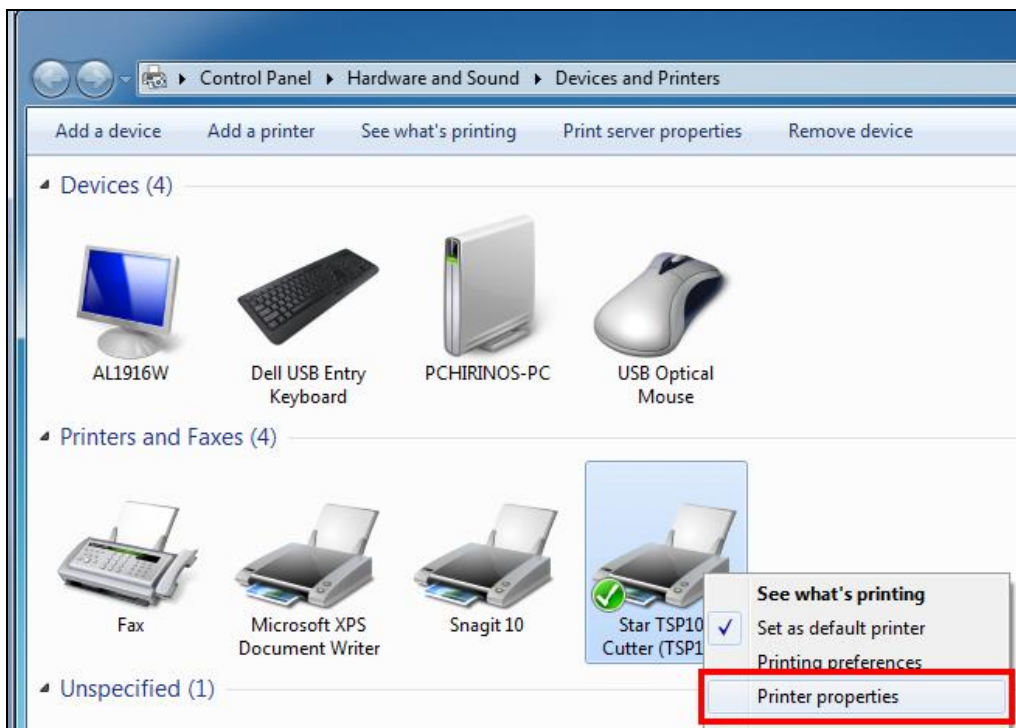 Control Panel Hardware and Sound Devices and Printers
Add a device Add a printer See what's printing Print server properties Remove device
Devices (4)
AL1916W
Dell USB Entry
Keyboard
PCHIRINOS-PC
USB Optical
Mouse
Printers and Faxes (4)
Fax
Microsoft XPS
Document Writer
Snagit 10
Star TSP10
Cutter (TSP1
See what's printing
Set as default printer
Printing preferences
Printer properties
Unspecified (1)